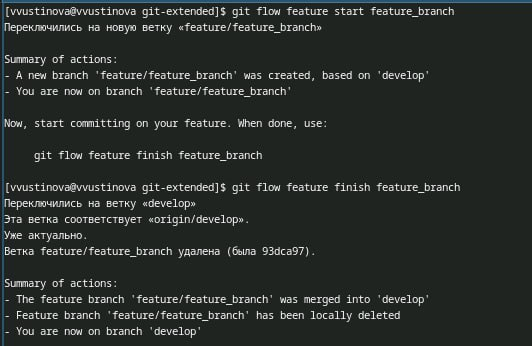 [vvustinova@vvustinova git-extended]$ git flow feature start feature_branch
Переключились на новую ветку «feature/feature_branch»
Summary of actions:
- A new branch 'feature/feature_branch' was created, based on 'develop'
- You are now on branch 'feature/feature_branch'
Now, start committing on your feature. When done, use:
git flow feature finish feature_branch
[vvustinova@vvustinova git-extended]$ git flow feature finish feature_branch
Переключились на ветку «develop»
Эта ветка соответствует «origin/develop».
Уже актуально.
Ветка feature/feature_branch удалена (была 93dca97).
Summary of actions:
- The feature branch 'feature/feature_branch' was merged into 'develop'
- Feature branch 'feature/feature_branch' has been locally deleted
- You are now on branch 'develop'